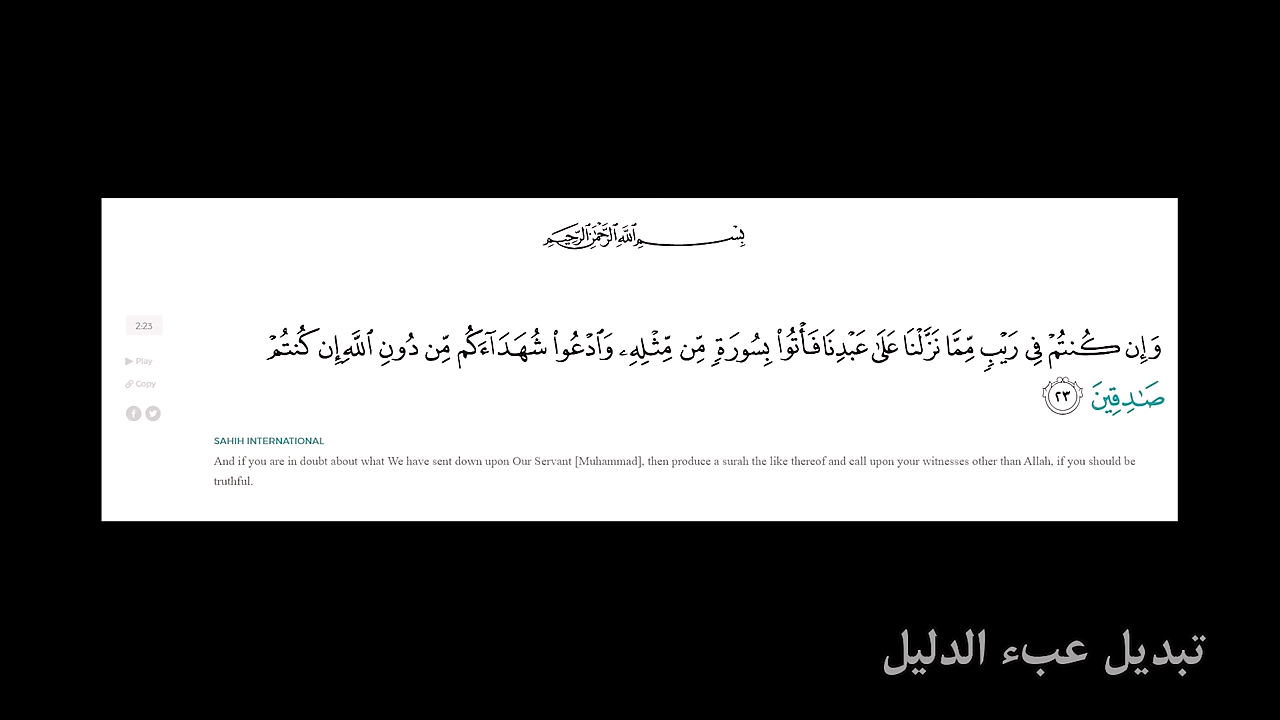 بِسْمِ ٱللَّهِ ٱلرَّحْمَٰنِ ٱلرَّحِيمِ
2:23
وَإِن كُنتُمْ فِى رَيْبٍ مِّمَّا نَزَّلْنَا عَلَىٰ عَبْدِنَا فَأْتُوا۟ بِسُورَةٍ مِّن مِّثْلِهِۦ وَٱدْعُوا۟ شُهَدَآءَكُم مِّن دُونِ ٱللَّهِ إِن كُنتُمْ
Play
Copy
صَـٰدِقِينَ ٢٣
SAHIH INTERNATIONAL
And if you are in doubt about what We have sent down upon Our Servant [Muhammad], then produce a surah the like thereof and call upon your witnesses other than Allah, if you should be
truthful.
تبديل عبء الدليل